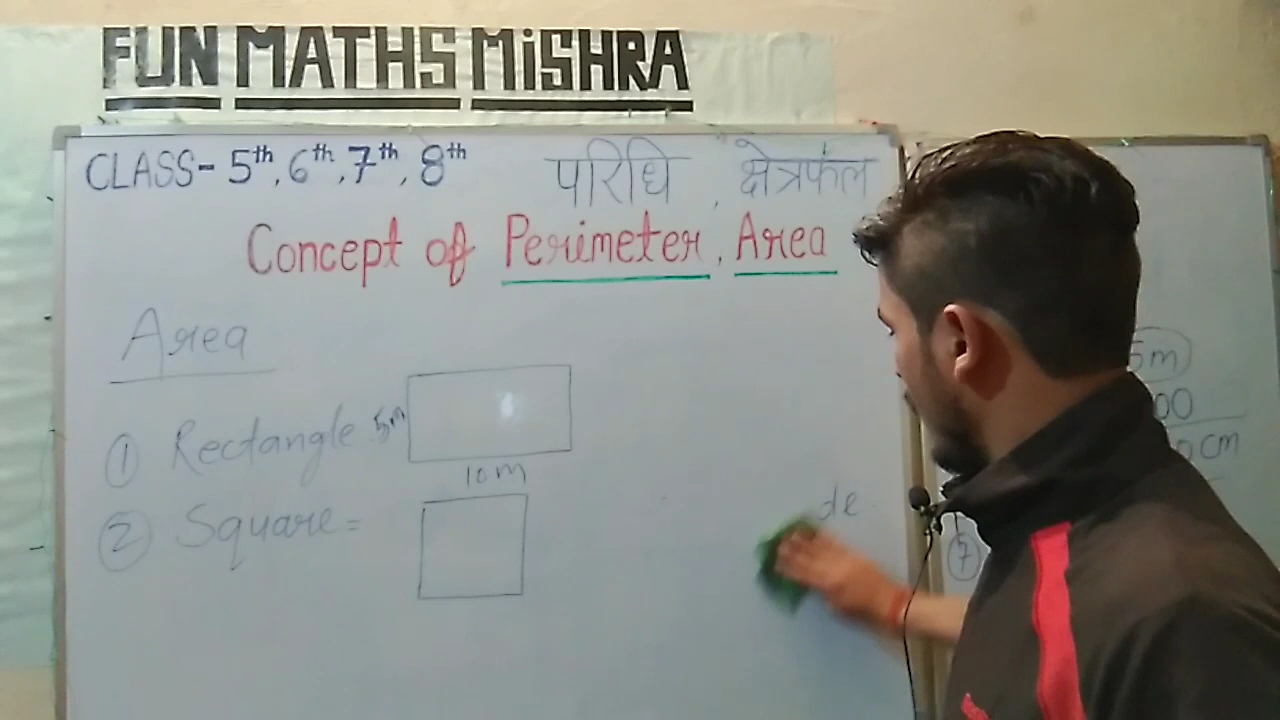 FUN MATHS MiSHRA
CLASS- 5th, 6th, 7th, 8th
परिधि , क्षेत्रफल
Concept of Perimeter, Area
Area
① Rectangle 5m
10m
② Square =
de
5m
00
0 cm
7